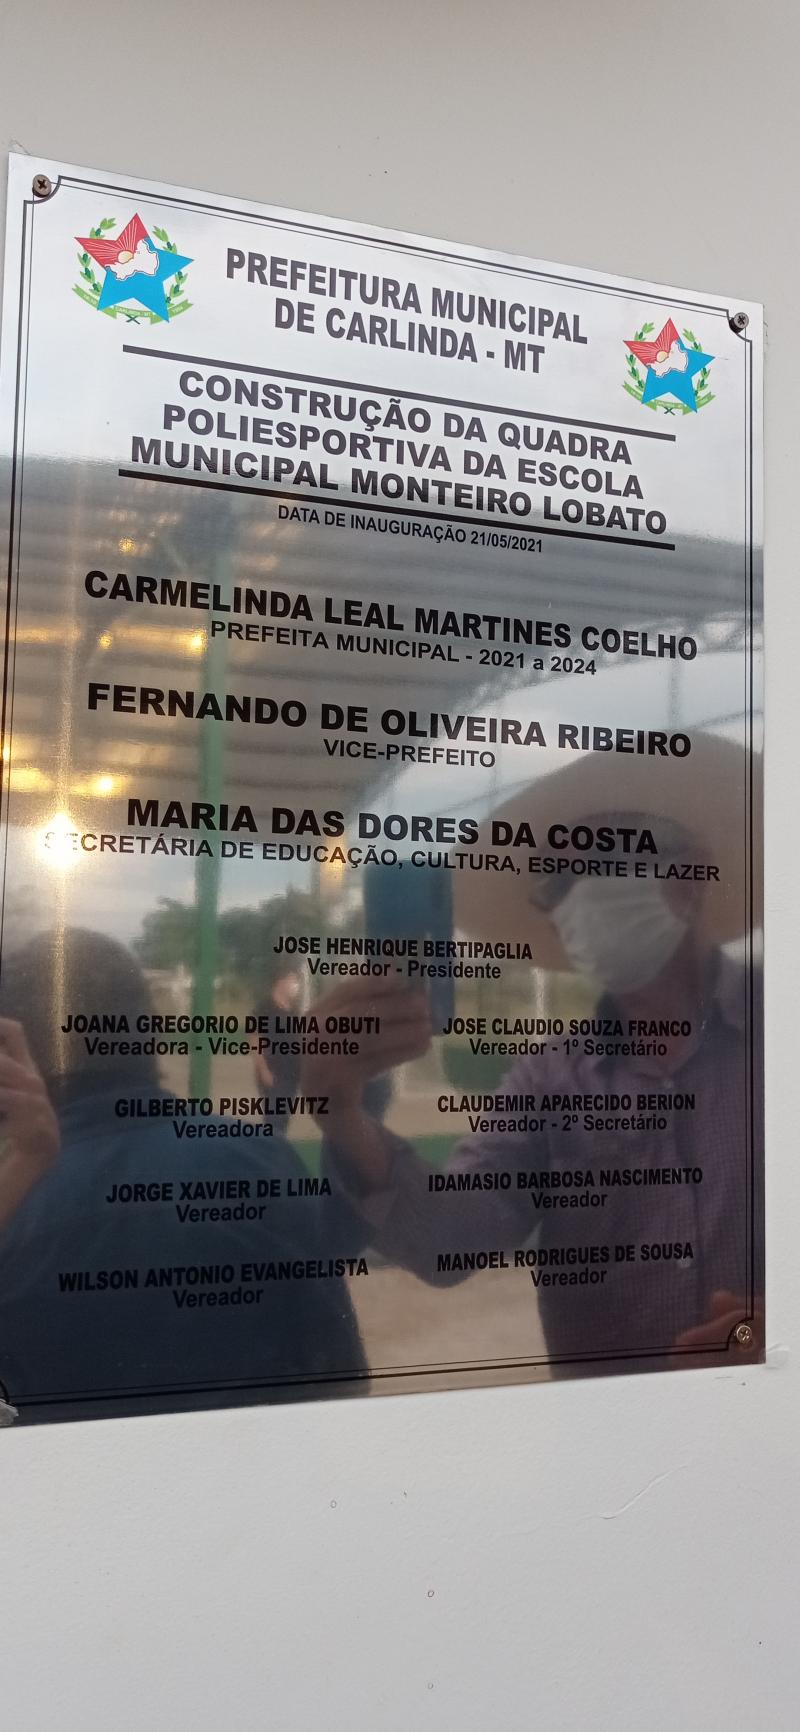 PREFEITURA MUNICIPAL
DE CARLINDA - MT
CONSTRUÇÃO DA QUADRA
POLIESPORTIVA DA ESCOLA
MUNICIPAL MONTEIRO LOBATO
DATA DE INAUGURAÇÃO 21/05/2021
CARMELINDA LEAL MARTINES COELHO
PREFEITA MUNICIPAL - 2021 a 2024
FERNANDO DE OLIVEIRA RIBEIRO
VICE-PREFEITO
MARIA DAS DORES DA COSTA
SECRETÁRIA DE EDUCAÇÃO, CULTURA, ESPORTE E LAZER
JOSE HENRIQUE BERTIPAGLIA
Vereador - Presidente
JOANA GREGORIO DE LIMA OBUTI
Vereadora - Vice-Presidente
JOSE CLAUDIO SOUZA FRANCO
Vereador - 1º Secretário
GILBERTO PISKLEVITZ
Vereadora
CLAUDEMIR APARECIDO BERION
Vereador - 2º Secretário
JORGE XAVIER DE LIMA
Vereador
IDAMASIO BARBOSA NASCIMENTO
Vereador
WILSON ANTONIO EVANGELISTA
Vereador
MANOEL RODRIGUES DE SOUSA
Vereador